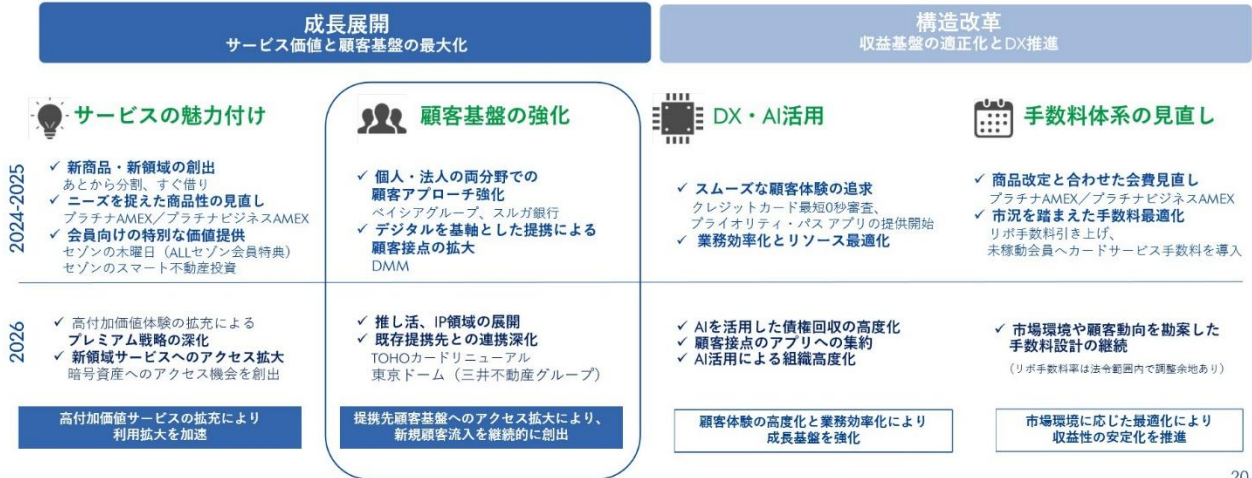 成長展開
サービス価値と顧客基盤の最大化
構造改革
収益基盤の適正化とDX推進
サービスの魅力付け
顧客基盤の強化
DX・AI活用
手数料体系の見直し
2024-2025
✓ 新商品・新領域の創出
あとから分割、すぐ借り
✓ ニーズを捉えた商品性の見直し
プラチナAMEX/プラチナビジネスAMEX
✓ 会員向けの特別な価値提供
セゾンの木曜日（ALLセゾン会員特典）
セゾンのスマート不動産投資
✓ 個人・法人の両分野での
顧客アプローチ強化
ベイシアグループ、スルガ銀行
✓ デジタルを基軸とした提携による
顧客接点の拡大
DMM
✓ スムーズな顧客体験の追求
クレジットカード最短0秒審査、
プライオリティ・パス アプリの提供開始
✓ 業務効率化とリソース最適化
✓ 商品改定と合わせた会費見直し
プラチナAMEX/プラチナビジネスAMEX
✓ 市況を踏まえた手数料最適化
リボ手数料引き上げ、
未稼動会員へカードサービス手数料を導入
2026
✓ 高付加価値体験の拡充による
プレミアム戦略の深化
✓ 新領域サービスへのアクセス拡大
暗号資産へのアクセス機会を創出
✓ 推し活、IP領域の展開
✓ 既存提携先との連携深化
TOHOカードリニューアル
東京ドーム（三井不動産グループ）
✓ AIを活用した債権回収の高度化
✓ 顧客接点のアプリへの集約
✓ AI活用による組織高度化
✓ 市場環境や顧客動向を勘案した
手数料設計の継続
（リボ手数料率は法令範囲内で調整余地あり）
高付加価値サービスの拡充により
利用拡大を加速
提携先顧客基盤へのアクセス拡大により、
新規顧客流入を継続的に創出
顧客体験の高度化と業務効率化により
成長基盤を強化
市場環境に応じた最適化により
収益性の安定化を推進
20